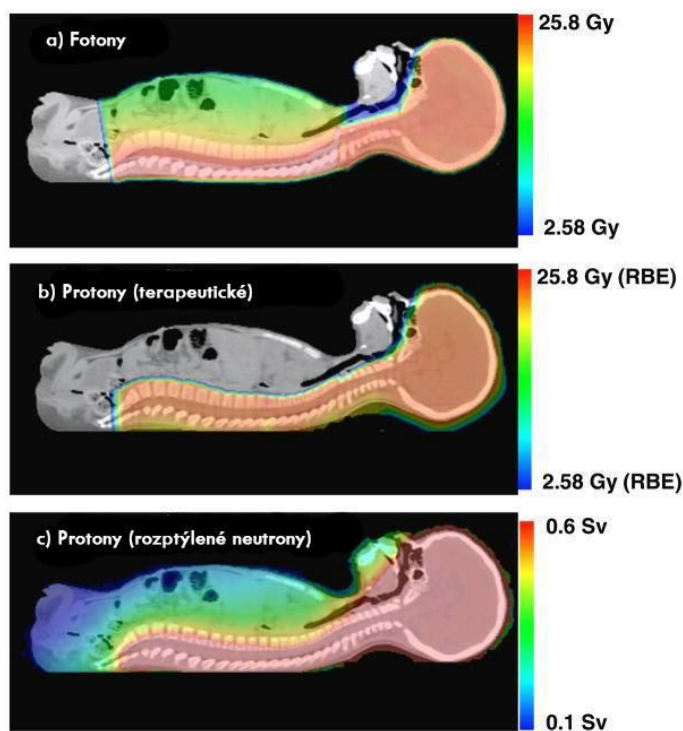 a) Fotony
25.8 Gy
2.58 Gy
b) Protony (terapeutické)
25.8 Gy (RBE)
2.58 Gy (RBE)
c) Protony (rozptýlené neutrony)
0.6 Sv
0.1 Sv